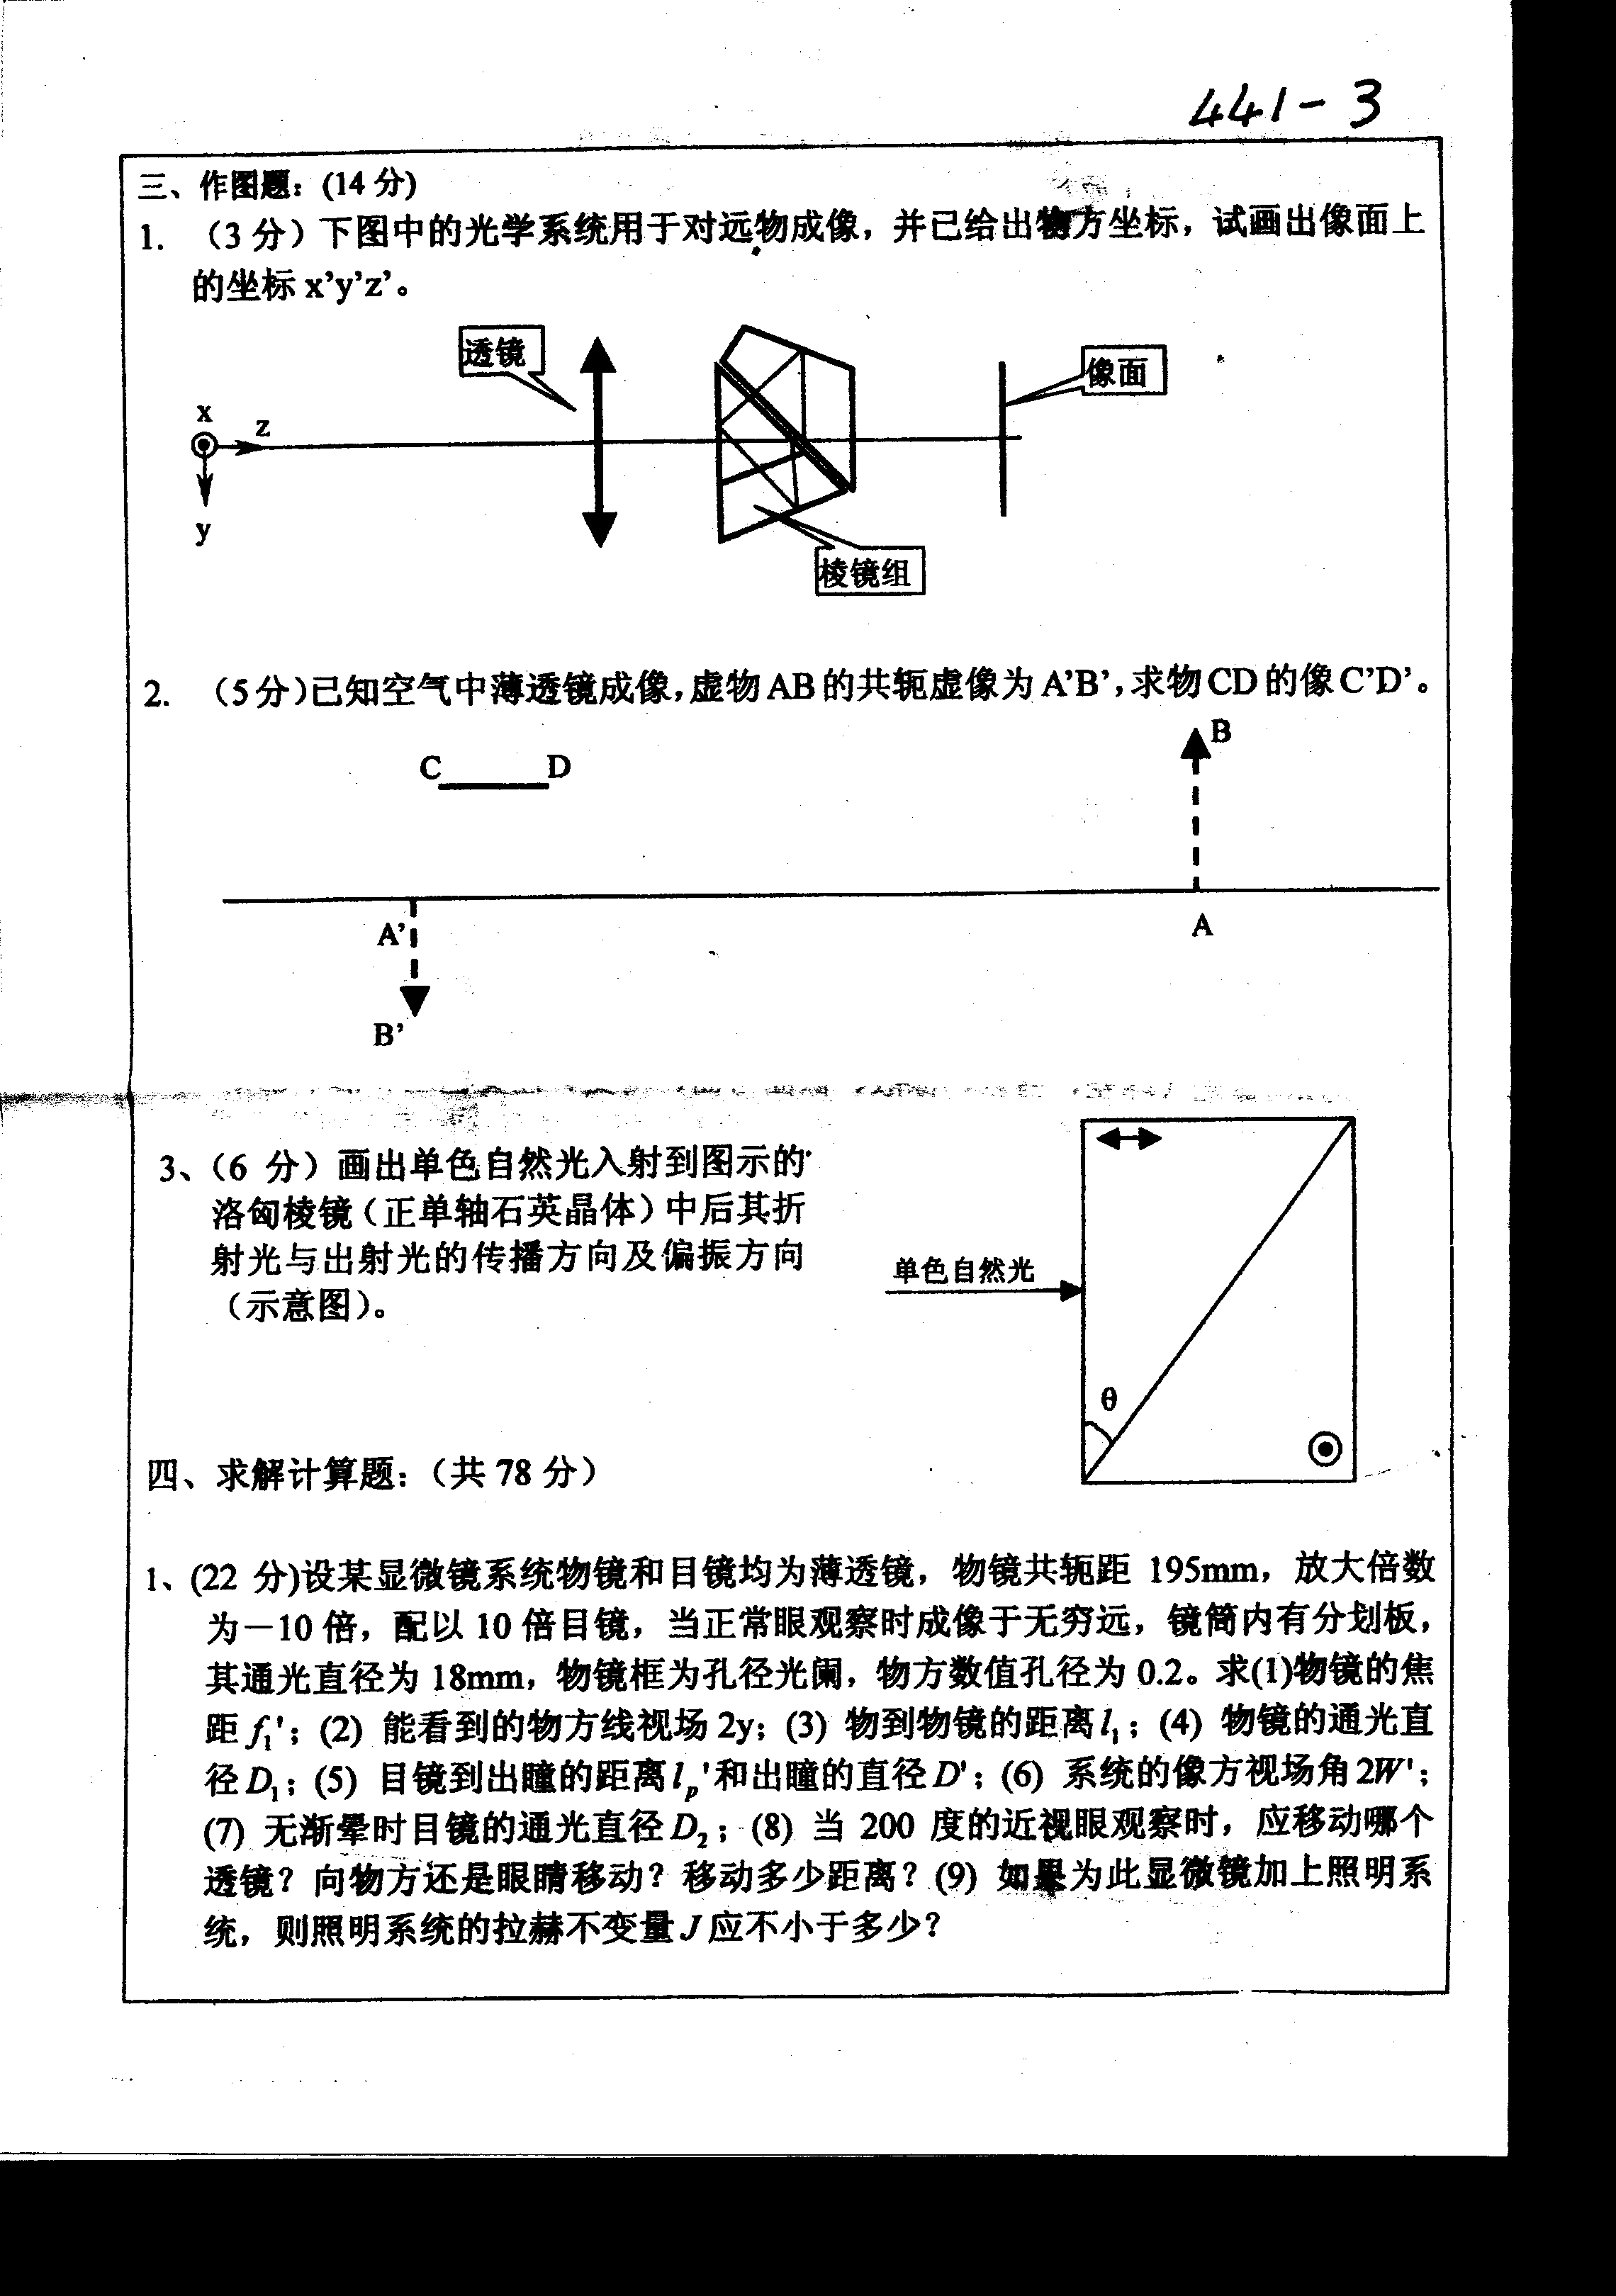 441-3
三、作图题：(14 分)
1. （3 分）下图中的光学系统用于对远物成像，并已给出物方坐标，试画出像面上
的坐标 x’y’z’。
透镜
像面
x
z
y
棱镜组
2. （5分）已知空气中薄透镜成像，虚物 AB 的共轭虚像为 A’B’，求物 CD 的像 C’D’。
B
C D
A’
A
B’
3、（6 分）画出单色自然光入射到图示的
洛匈棱镜（正单轴石英晶体）中后其折
射光与出射光的传播方向及偏振方向
（示意图）。
单色自然光
θ
四、求解计算题：（共 78 分）
1、(22 分)设某显微镜系统物镜和目镜均为薄透镜，物镜共轭距 195mm，放大倍数
为－10 倍，配以 10 倍目镜，当正常眼观察时成像于无穷远，镜筒内有分划板，
其通光直径为 18mm，物镜框为孔径光阑，物方数值孔径为 0.2。求(1)物镜的焦
距 f₁'；(2) 能看到的物方线视场 2y；(3) 物到物镜的距离 l₁；(4) 物镜的通光直
径 D₁；(5) 目镜到出瞳的距离 lₚ'和出瞳的直径 D'；(6) 系统的像方视场角 2W'；
(7) 无渐晕时目镜的通光直径 D₂；(8) 当 200 度的近视眼观察时，应移动哪个
透镜？向物方还是眼睛移动？移动多少距离？(9) 如果为此显微镜加上照明系
统，则照明系统的拉赫不变量 J 应不小于多少？